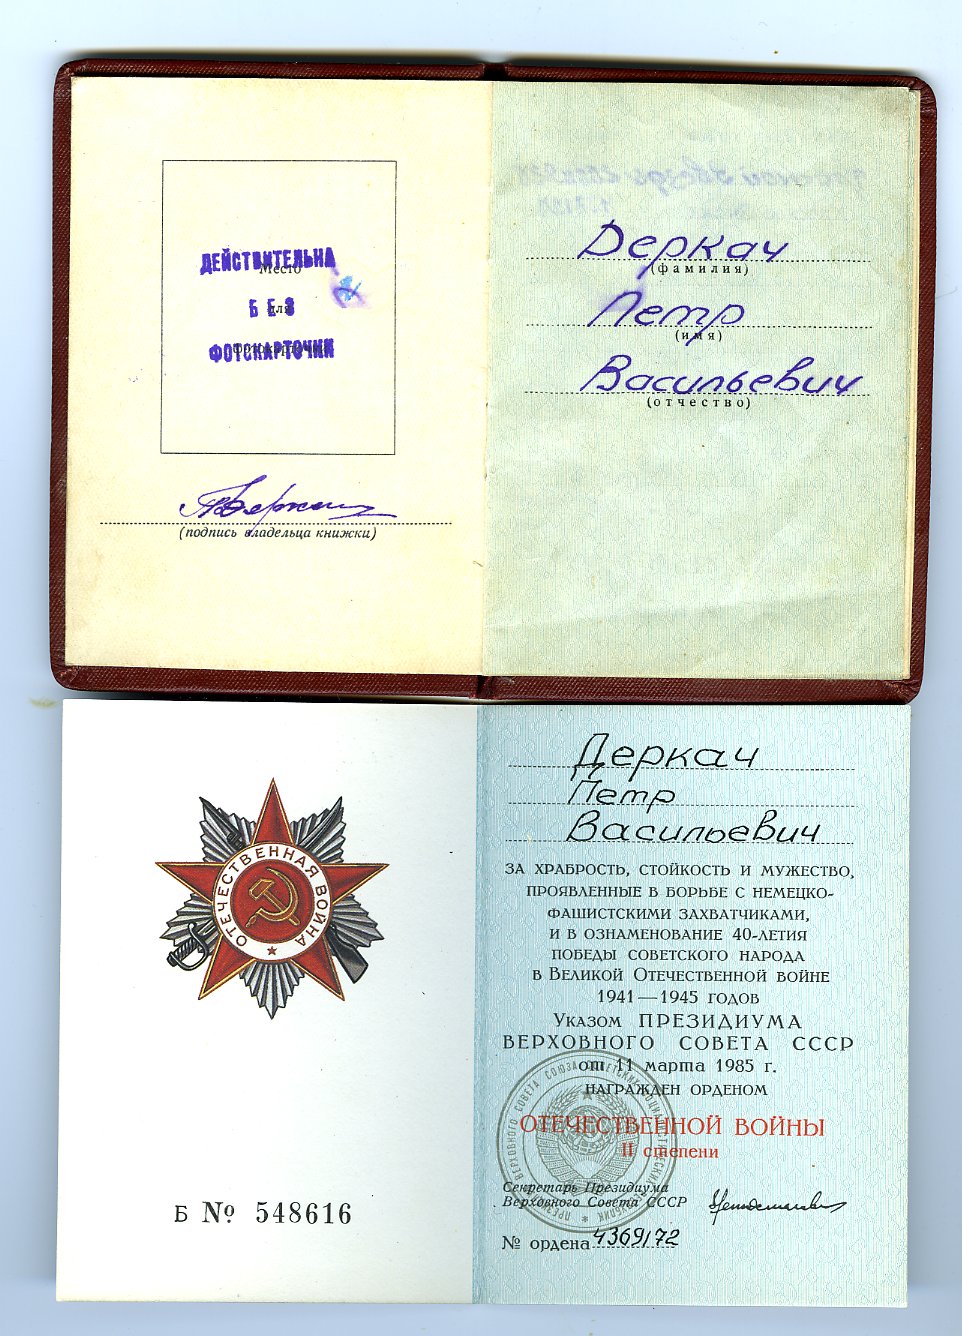 ДЕЙСТВИТЕЛЬНА
Место
БЕЗ
для
ФОТОКАРТОЧКИ
(подпись владельца книжки)
Деркач
(фамилия)
Петр
(имя)
Васильевич
(отчество)
ОТЕЧЕСТВЕННАЯ ВОЙНА
Б № 548616
Деркач
Петр
Васильевич
ЗА ХРАБРОСТЬ, СТОЙКОСТЬ И МУЖЕСТВО,
ПРОЯВЛЕННЫЕ В БОРЬБЕ С НЕМЕЦКО-
ФАШИСТСКИМИ ЗАХВАТЧИКАМИ,
И В ОЗНАМЕНОВАНИЕ 40-ЛЕТИЯ
ПОБЕДЫ СОВЕТСКОГО НАРОДА
В ВЕЛИКОЙ ОТЕЧЕСТВЕННОЙ ВОЙНЕ
1941—1945 ГОДОВ
УКАЗОМ ПРЕЗИДИУМА
ВЕРХОВНОГО СОВЕТА СССР
от 11 марта 1985 г.
НАГРАЖДЕН ОРДЕНОМ
ОТЕЧЕСТВЕННОЙ ВОЙНЫ
II степени
Секретарь Президиума
Верховного Совета СССР
№ ордена 4369172